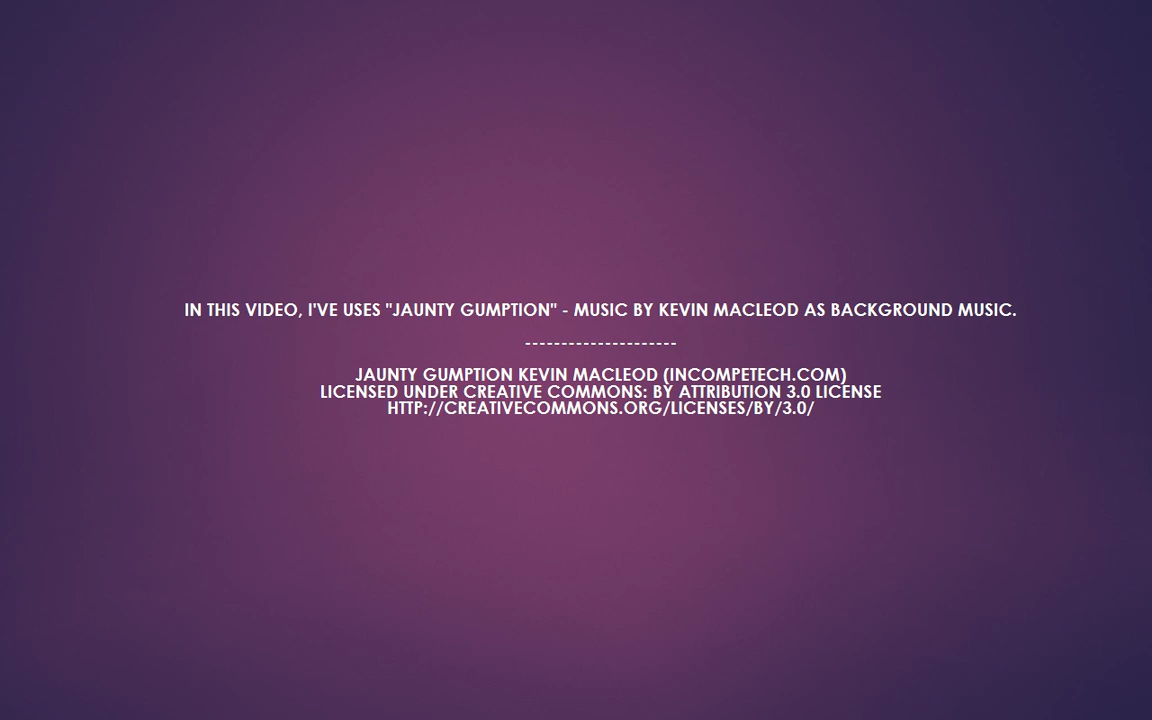 IN THIS VIDEO, I'VE USES "JAUNTY GUMPTION" - MUSIC BY KEVIN MACLEOD AS BACKGROUND MUSIC.
---------------------
JAUNTY GUMPTION KEVIN MACLEOD (INCOMPETECH.COM)
LICENSED UNDER CREATIVE COMMONS: BY ATTRIBUTION 3.0 LICENSE
HTTP://CREATIVECOMMONS.ORG/LICENSES/BY/3.0/